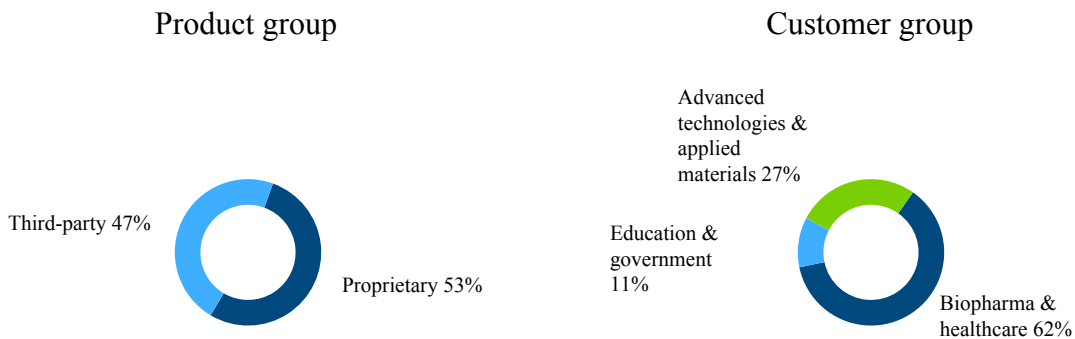 Product group
Third-party 47%
Proprietary 53%
Customer group
Advanced
technologies &
applied
materials 27%
Education &
government
11%
Biopharma &
healthcare 62%